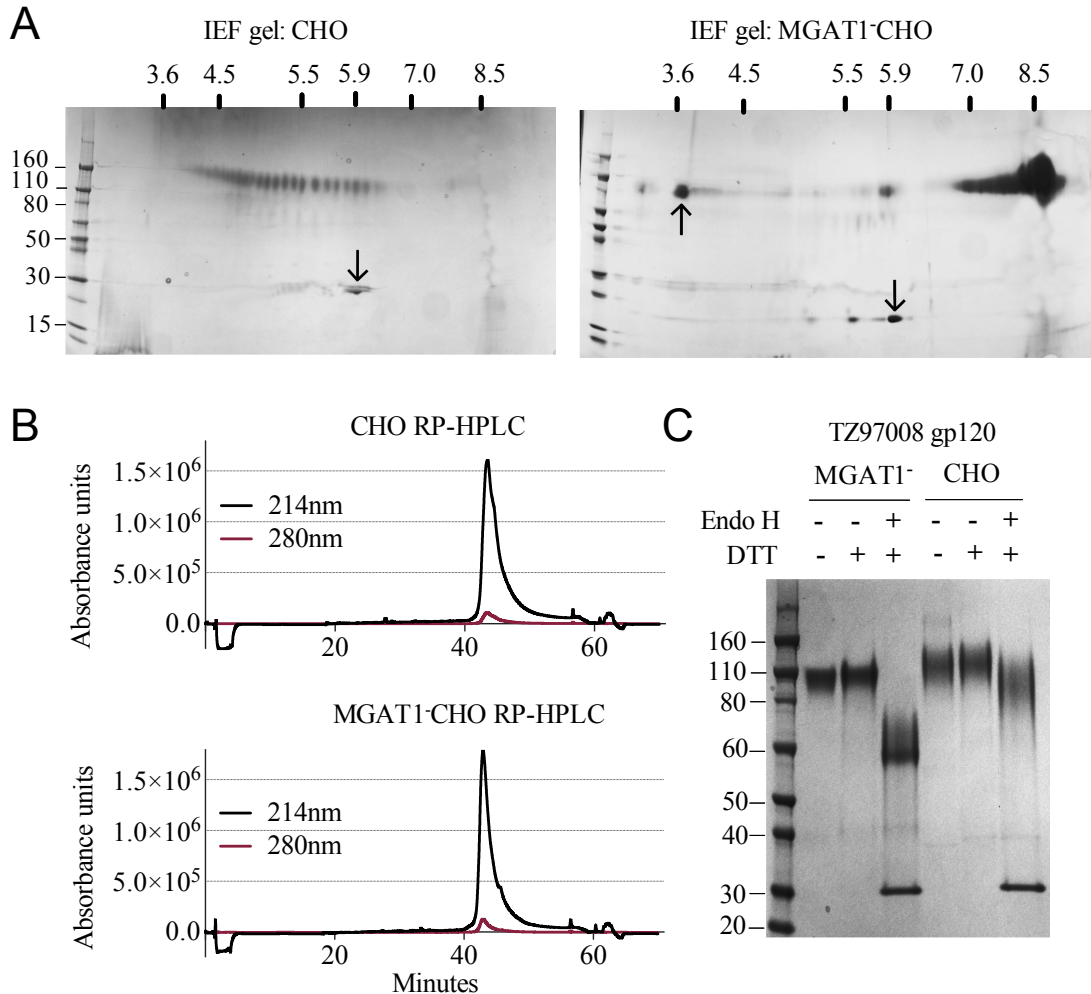 A
IEF gel: CHO
3.6 4.5 5.5 5.9 7.0 8.5
160
110
80
50
30
15
IEF gel: MGAT1⁻CHO
3.6 4.5 5.5 5.9 7.0 8.5
B
CHO RP-HPLC
Absorbance units
1.5×10⁶
1.0×10⁶
5.0×10⁵
0.0
214nm
280nm
20 40 60
MGAT1⁻CHO RP-HPLC
Absorbance units
1.5×10⁶
1.0×10⁶
5.0×10⁵
0.0
214nm
280nm
20 40 60
Minutes
C
TZ97008 gp120
MGAT1⁻ CHO
Endo H - - + - - +
DTT - + + - + +
160
110
80
60
50
40
30
20